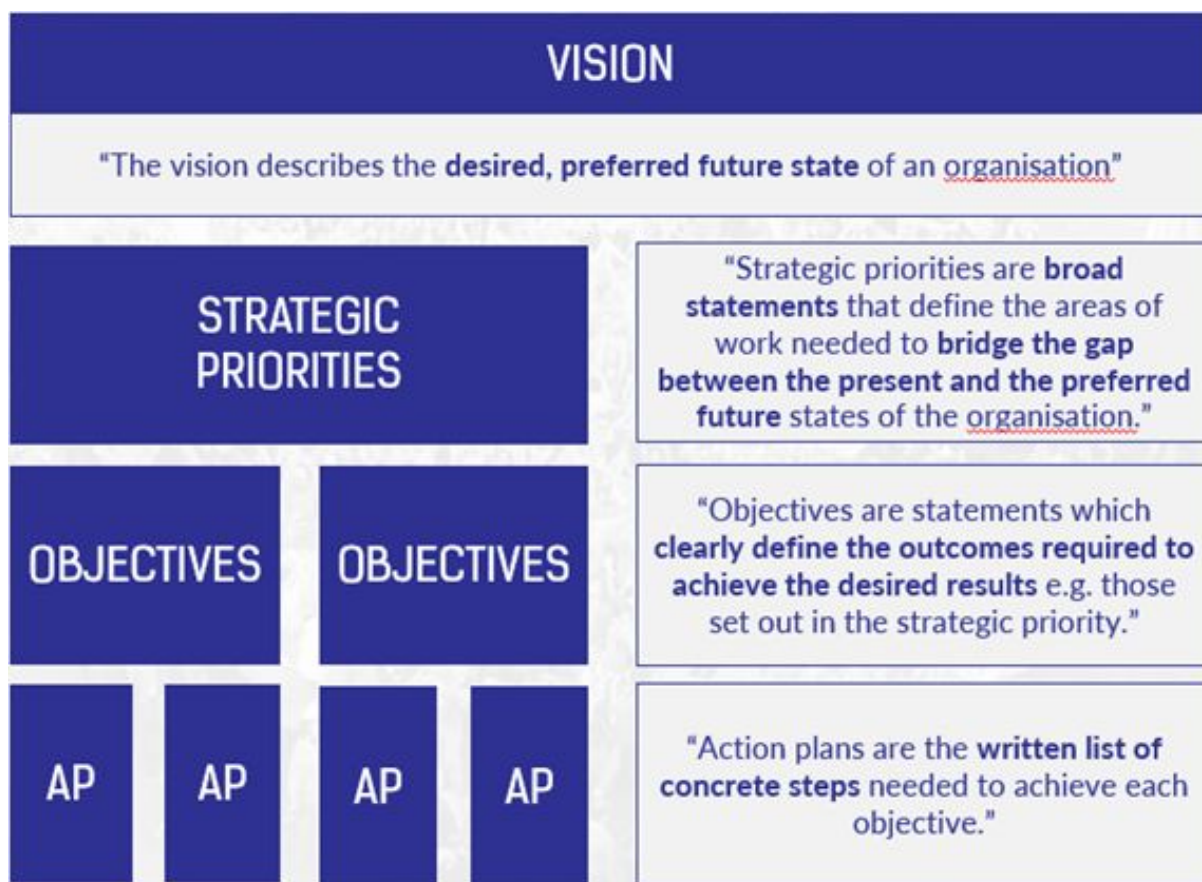 VISION
“The vision describes the desired, preferred future state of an organisation”
STRATEGIC
PRIORITIES
“Strategic priorities are broad
statements that define the areas of
work needed to bridge the gap
between the present and the preferred
future states of the organisation.”
OBJECTIVES
OBJECTIVES
“Objectives are statements which
clearly define the outcomes required to
achieve the desired results e.g. those
set out in the strategic priority.”
AP
AP
AP
AP
“Action plans are the written list of
concrete steps needed to achieve each
objective.”